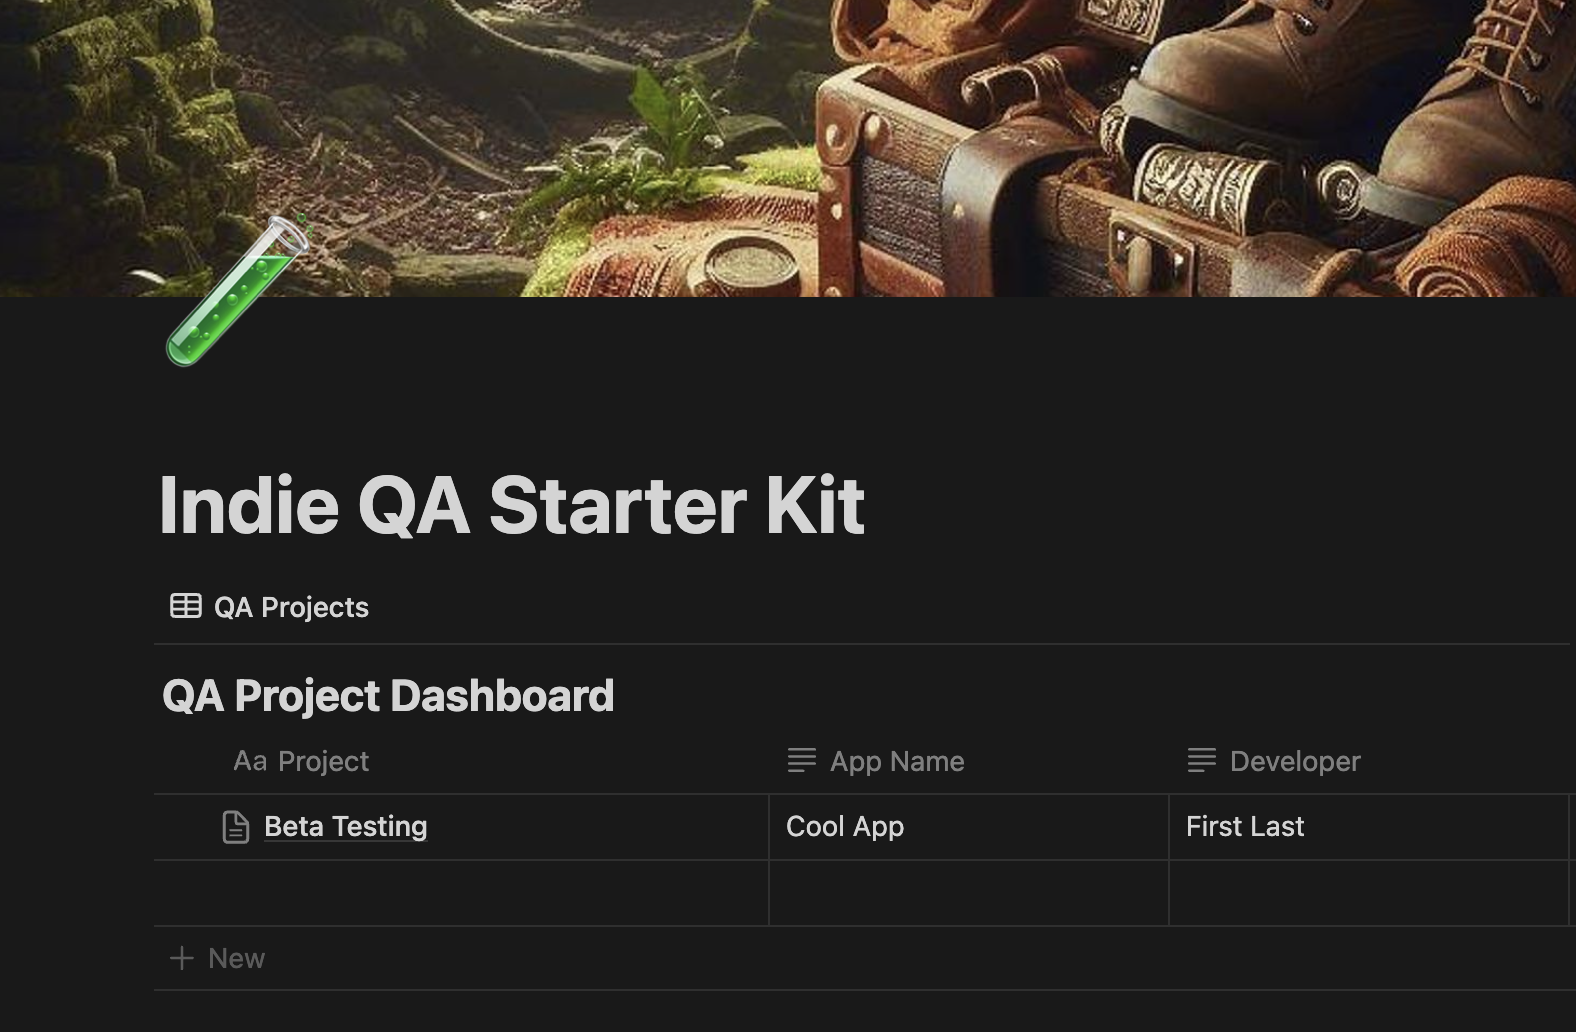 Indie QA Starter Kit
QA Projects
QA Project Dashboard
Aa Project App Name Developer
Beta Testing Cool App First Last
+ New